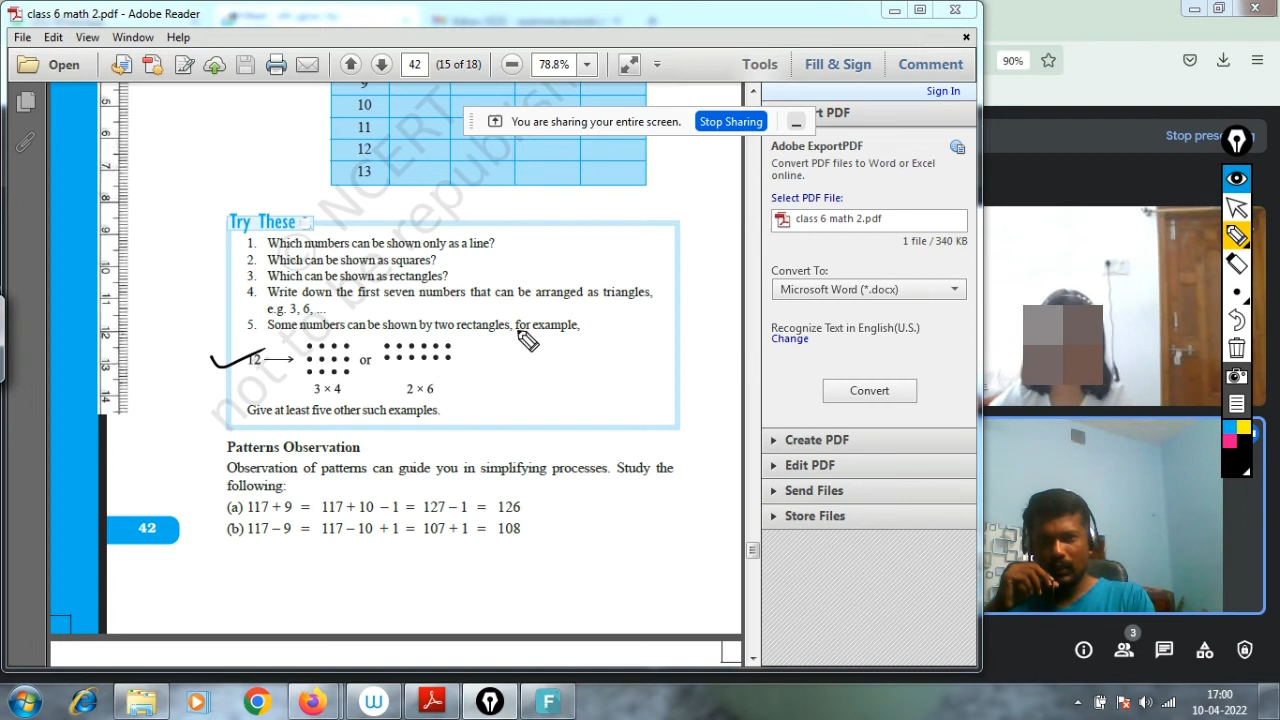 class 6 math 2.pdf - Adobe Reader
File Edit View Window Help
Open 42 (15 of 18) 78.8% Tools Fill & Sign Comment
90%
Sign In
You are sharing your entire screen. Stop Sharing
Stop
PDF
9
10
11
12
13
Adobe ExportPDF
Convert PDF files to Word or Excel online.
Select PDF File:
class 6 math 2.pdf
1 file / 340 KB
Convert To:
Microsoft Word (*.docx)
Recognize Text in English(U.S.)
Change
Convert
Create PDF
Edit PDF
Send Files
Store Files
Try These
1. Which numbers can be shown only as a line?
2. Which can be shown as squares?
3. Which can be shown as rectangles?
4. Write down the first seven numbers that can be arranged as triangles,
e.g. 3, 6, ...
5. Some numbers can be shown by two rectangles, for example,
12 or
3 × 4 2 × 6
Give at least five other such examples.
Patterns Observation
Observation of patterns can guide you in simplifying processes. Study the
following:
(a) 117 + 9 = 117 + 10 – 1 = 127 – 1 = 126
(b) 117 – 9 = 117 – 10 + 1 = 107 + 1 = 108
42
not to be republish
NCERT
3
17:00
10-04-2022